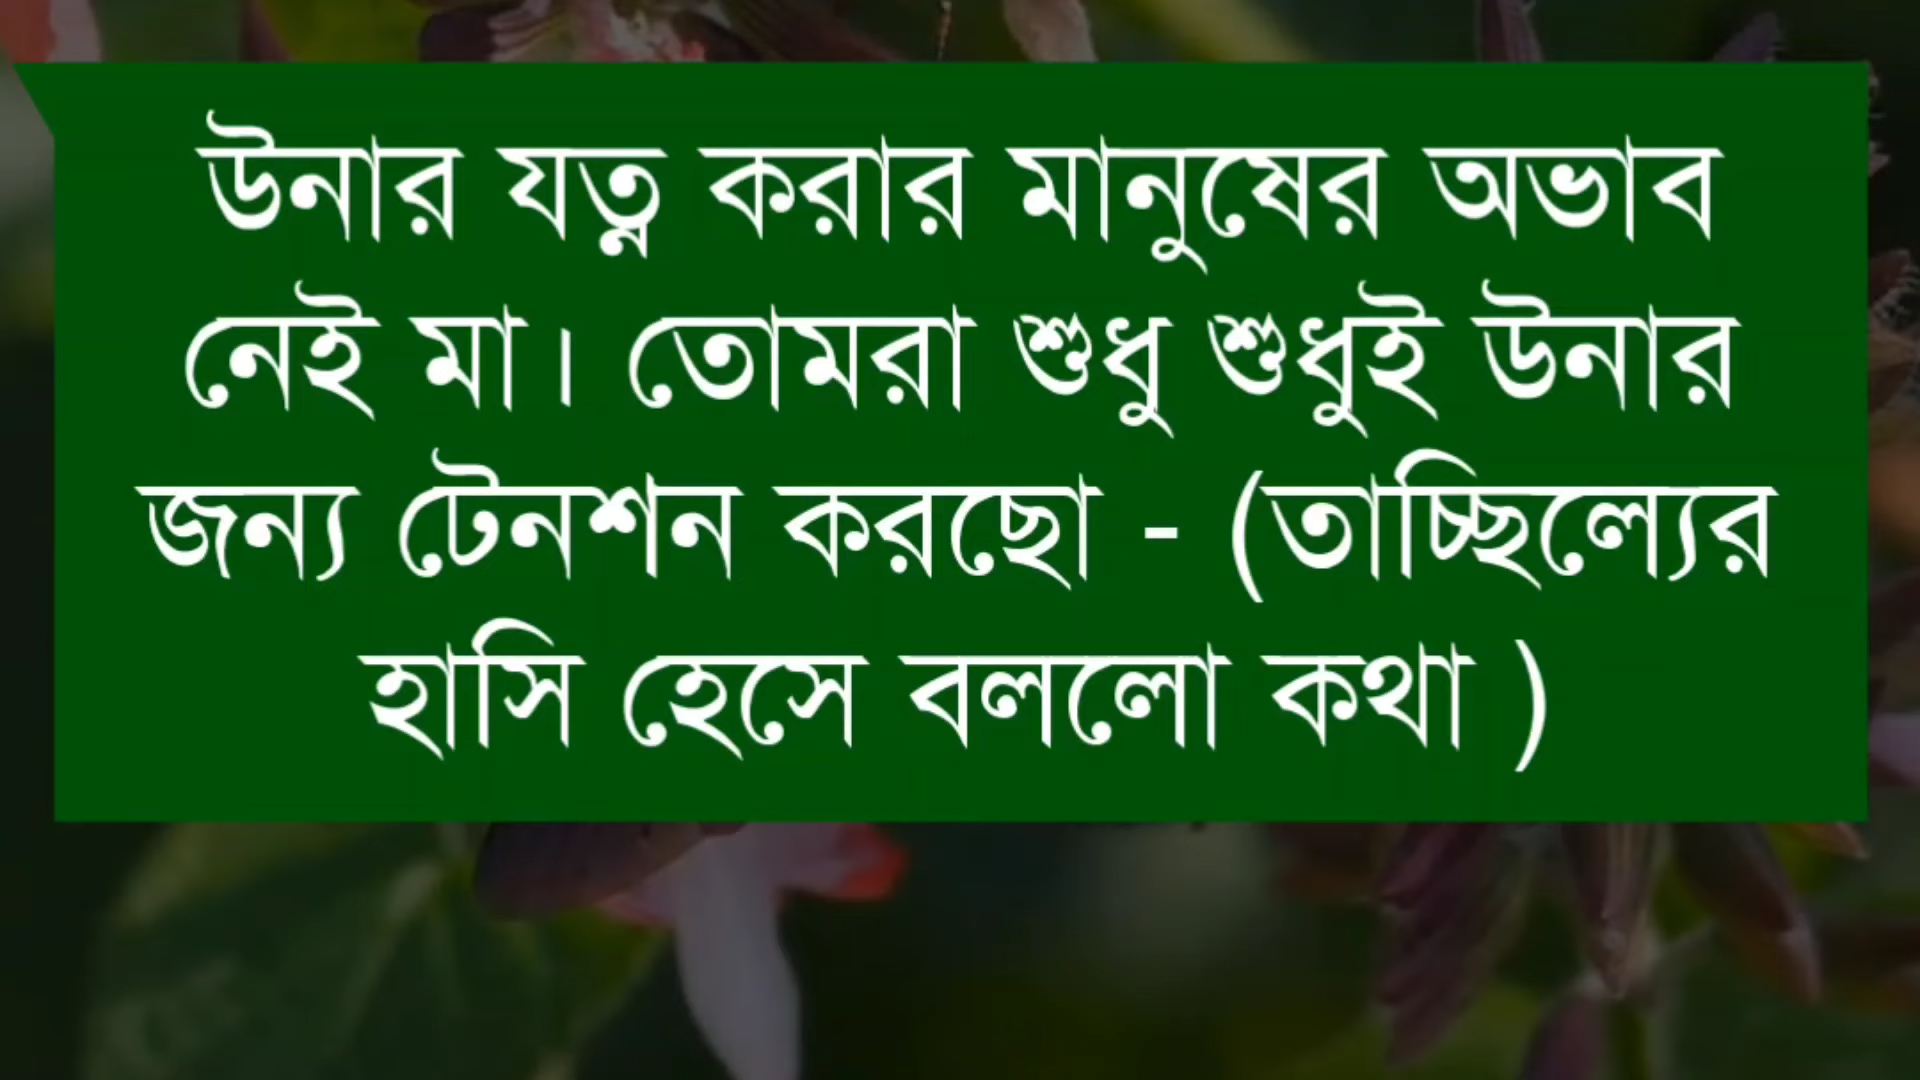 উনার যত্ন করার মানুষের অভাব
নেই মা। তোমরা শুধু শুধুই উনার
জন্য টেনশন করছো - (তাচ্ছিল্যের
হাসি হেসে বললো কথা )